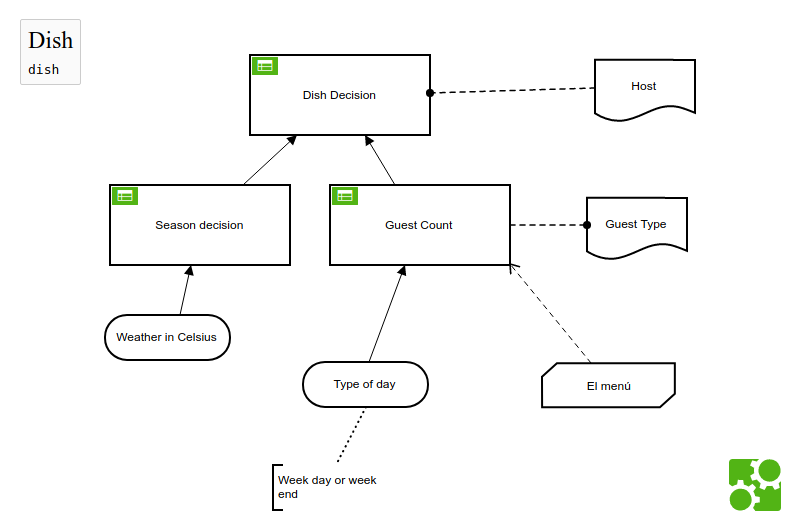 Dish
dish
Dish Decision
Host
Season decision
Guest Count
Guest Type
Weather in Celsius
Type of day
El menú
Week day or week
end